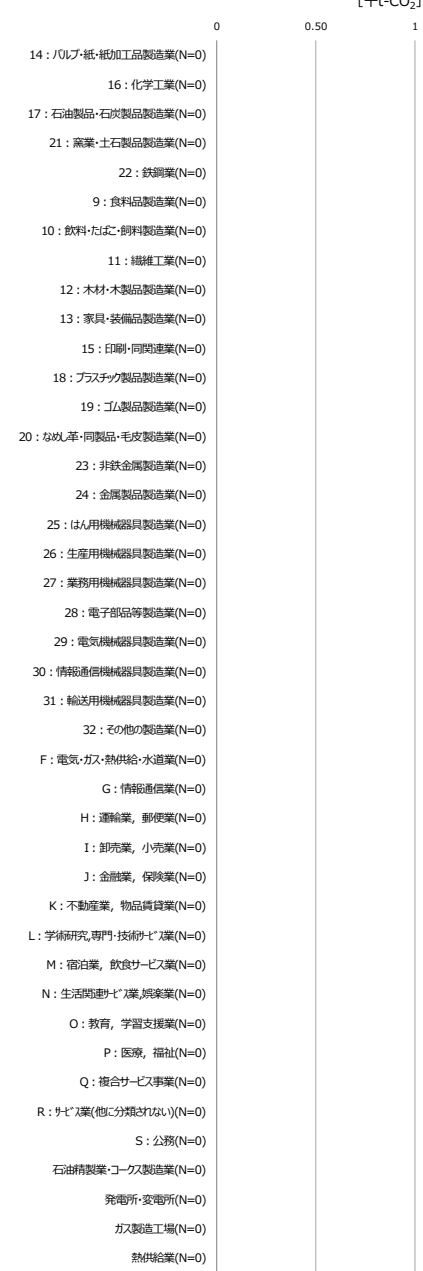 [千t-CO₂]
0 0.50 1
14：パルプ・紙・紙加工品製造業(N=0)
16：化学工業(N=0)
17：石油製品・石炭製品製造業(N=0)
21：窯業・土石製品製造業(N=0)
22：鉄鋼業(N=0)
9：食料品製造業(N=0)
10：飲料・たばこ・飼料製造業(N=0)
11：繊維工業(N=0)
12：木材・木製品製造業(N=0)
13：家具・装備品製造業(N=0)
15：印刷・同関連業(N=0)
18：プラスチック製品製造業(N=0)
19：ゴム製品製造業(N=0)
20：なめし革・同製品・毛皮製造業(N=0)
23：非鉄金属製造業(N=0)
24：金属製品製造業(N=0)
25：はん用機械器具製造業(N=0)
26：生産用機械器具製造業(N=0)
27：業務用機械器具製造業(N=0)
28：電子部品等製造業(N=0)
29：電気機械器具製造業(N=0)
30：情報通信機械器具製造業(N=0)
31：輸送用機械器具製造業(N=0)
32：その他の製造業(N=0)
F：電気・ガス・熱供給・水道業(N=0)
G：情報通信業(N=0)
H：運輸業，郵便業(N=0)
I：卸売業，小売業(N=0)
J：金融業，保険業(N=0)
K：不動産業，物品賃貸業(N=0)
L：学術研究,専門・技術ｻｰﾋﾞｽ業(N=0)
M：宿泊業，飲食サービス業(N=0)
N：生活関連ｻｰﾋﾞｽ業,娯楽業(N=0)
O：教育，学習支援業(N=0)
P：医療，福祉(N=0)
Q：複合サービス事業(N=0)
R：ｻｰﾋﾞｽ業(他に分類されない)(N=0)
S：公務(N=0)
石油精製業・コークス製造業(N=0)
発電所・変電所(N=0)
ガス製造工場(N=0)
熱供給業(N=0)